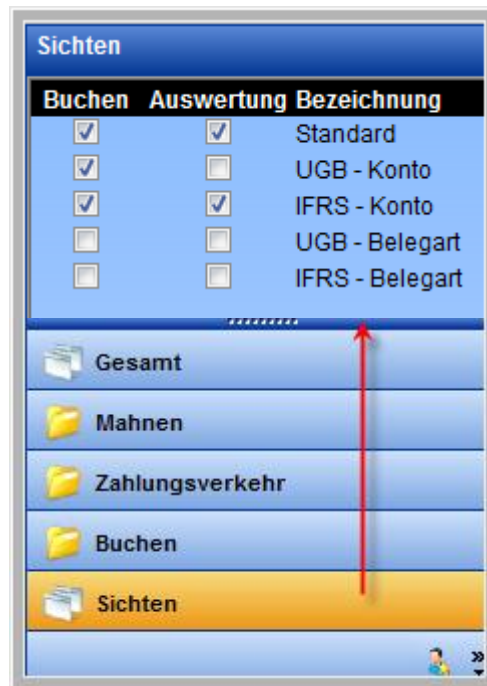 Sichten
Buchen Auswertung Bezeichnung
Standard
UGB - Konto
IFRS - Konto
UGB - Belegart
IFRS - Belegart
Gesamt
Mahnen
Zahlungsverkehr
Buchen
Sichten
»